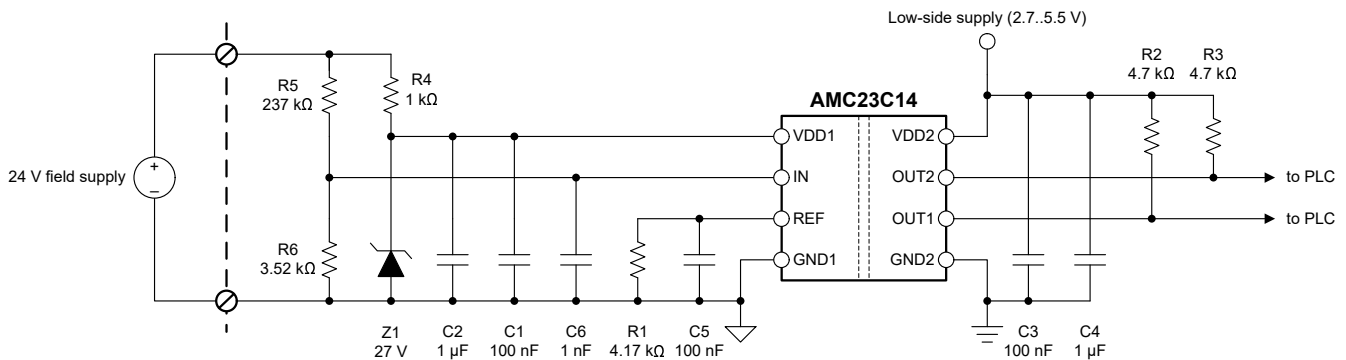 Low-side supply (2.7..5.5 V)
R5
237 kΩ
R4
1 kΩ
R2
4.7 kΩ
R3
4.7 kΩ
AMC23C14
VDD1
VDD2
24 V field supply
+
–
IN
OUT2
to PLC
REF
OUT1
to PLC
R6
3.52 kΩ
GND1
GND2
Z1
27 V
C2
1 µF
C1
100 nF
C6
1 nF
R1
4.17 kΩ
C5
100 nF
C3
100 nF
C4
1 µF